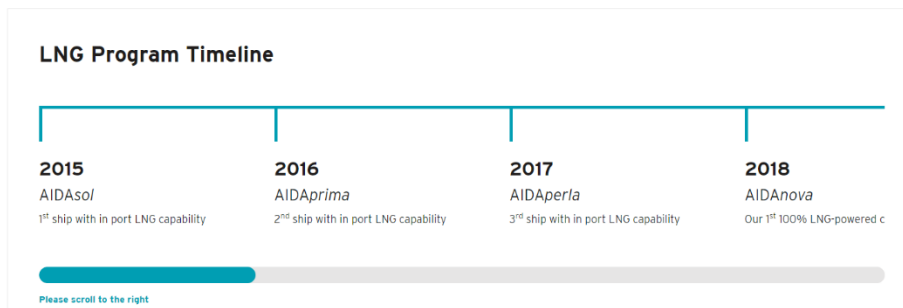 LNG Program Timeline
2015 2016 2017 2018
AIDAsol AIDAprima AIDAperla AIDAnova
1st ship with in port LNG capability 2nd ship with in port LNG capability 3rd ship with in port LNG capability Our 1st 100% LNG-powered c
Please scroll to the right